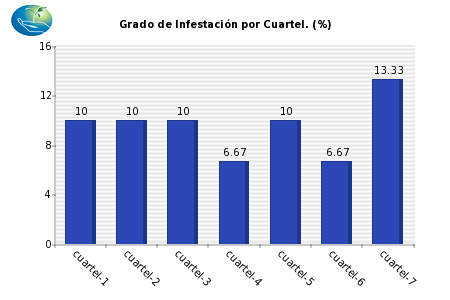 Grado de Infestación por Cuartel. (%)
16
12
8
4
0
10
10
10
6.67
10
6.67
13.33
cuartel-1
cuartel-2
cuartel-3
cuartel-4
cuartel-5
cuartel-6
cuartel-7